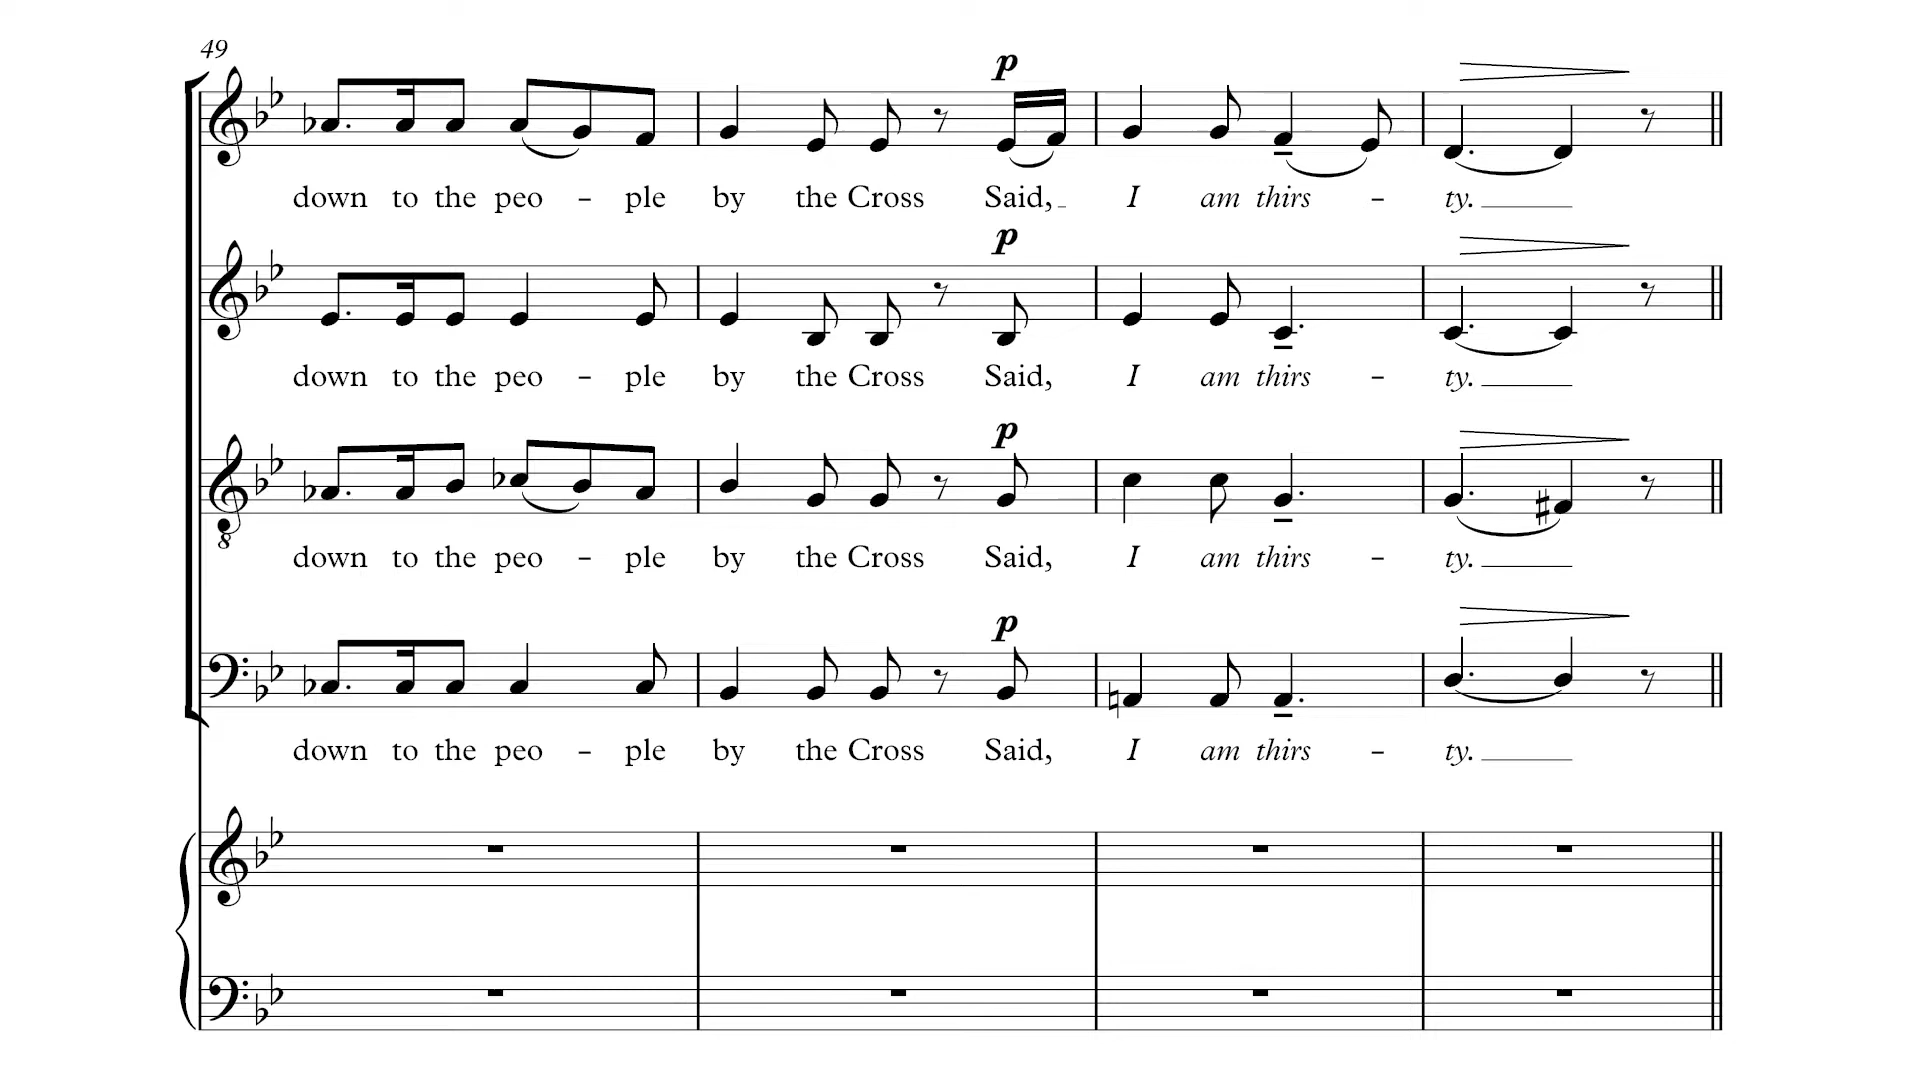 49
p
down to the peo - ple by the Cross Said, I am thirs - ty.
p
down to the peo - ple by the Cross Said, I am thirs - ty.
p
8
down to the peo - ple by the Cross Said, I am thirs - ty.
p
down to the peo - ple by the Cross Said, I am thirs - ty.